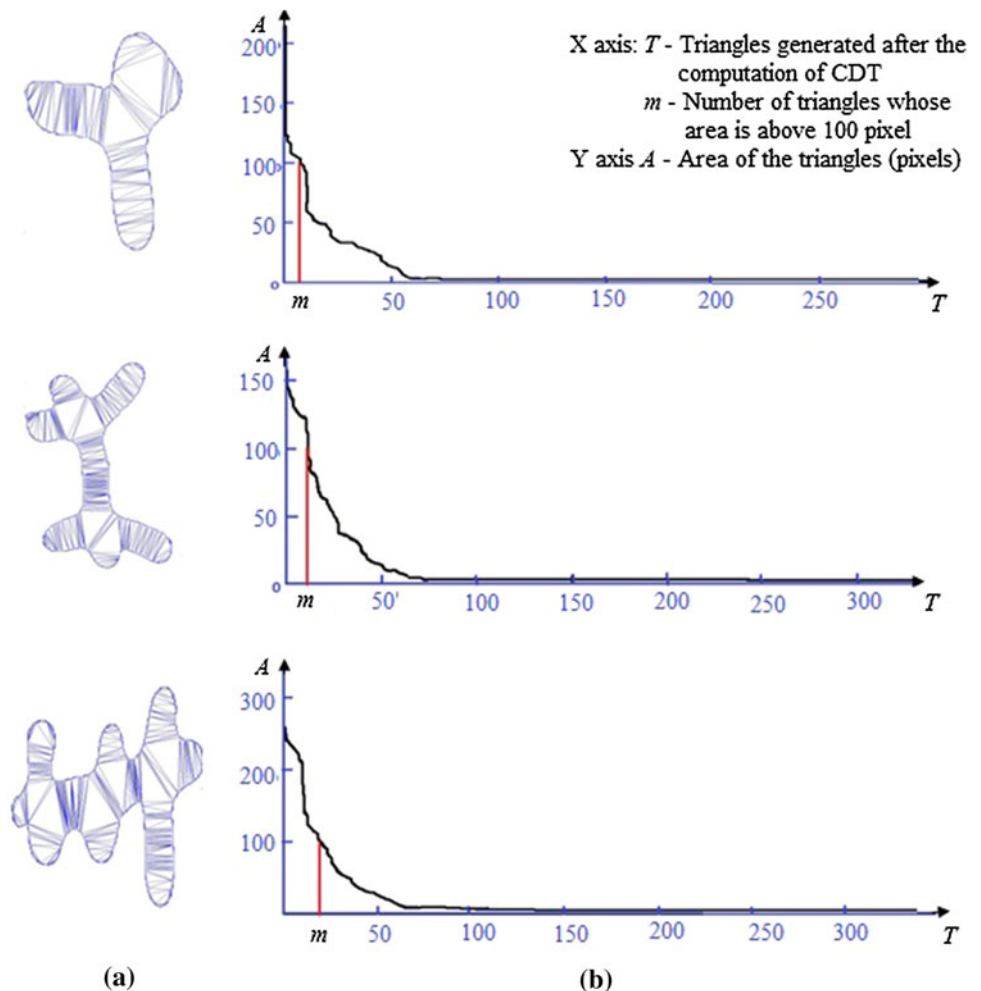 A
200
150
100
50
0
m
50
100
150
200
250
T
X axis: T - Triangles generated after the
computation of CDT
m - Number of triangles whose
area is above 100 pixel
Y axis A - Area of the triangles (pixels)
A
150
100
50
0
m
50'
100
150
200
250
300
T
A
300
200
100
m
50
100
150
200
250
300
T
(a)
(b)